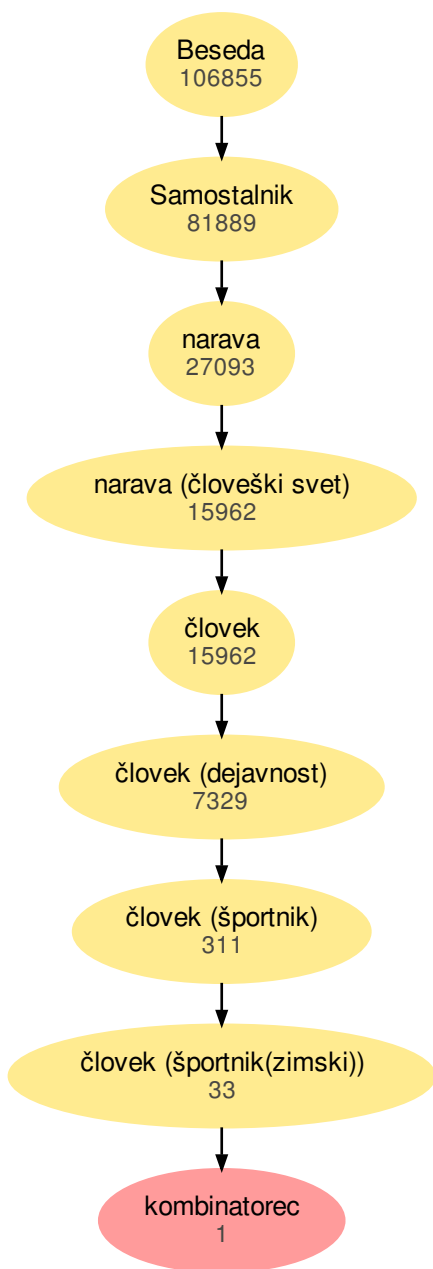 Beseda
106855
Samostalnik
81889
narava
27093
narava (človeški svet)
15962
človek
15962
človek (dejavnost)
7329
človek (športnik)
311
človek (športnik(zimski))
33
kombinatorec
1